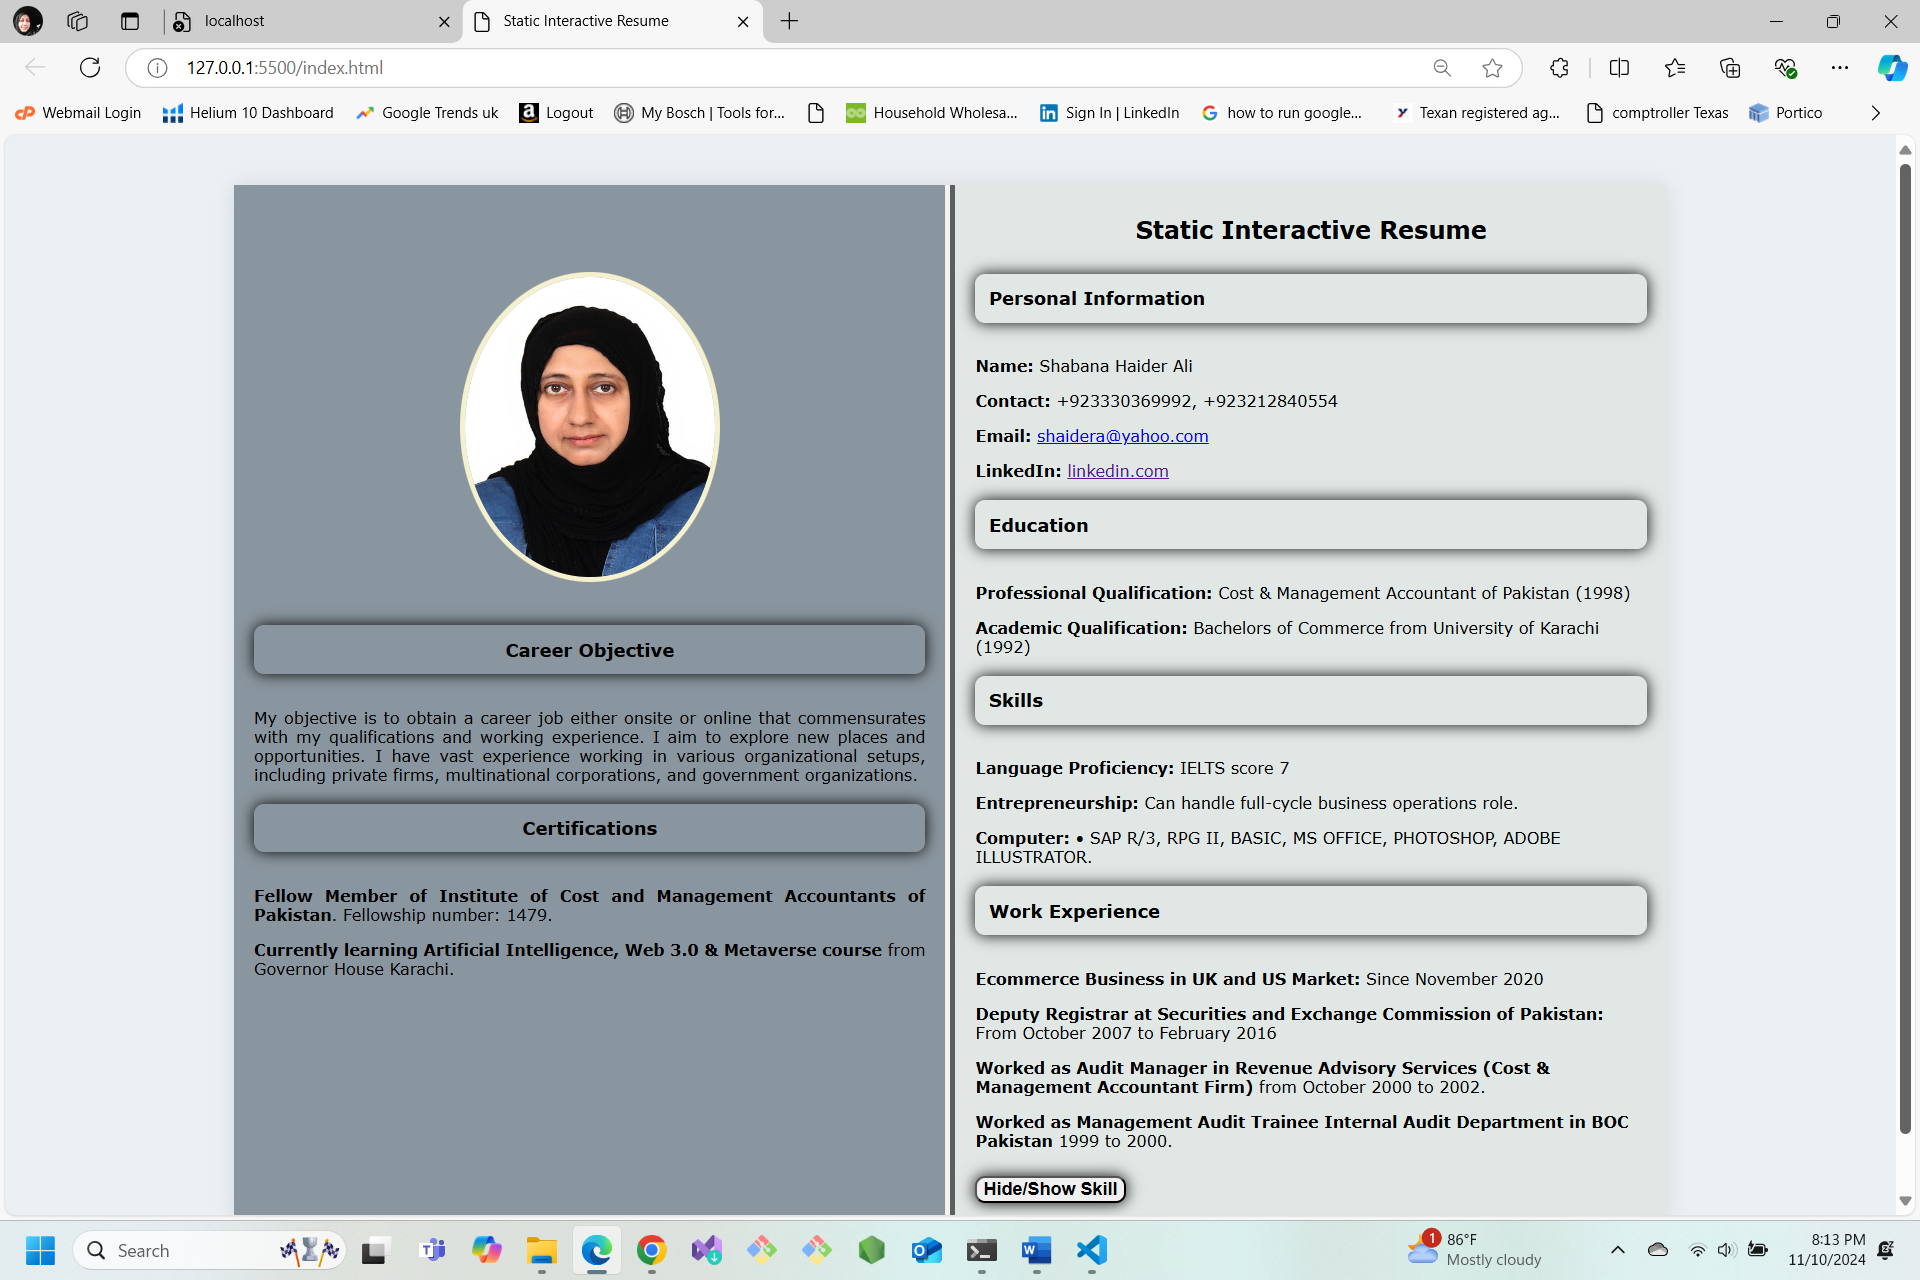 localhost
Static Interactive Resume
127.0.0.1:5500/index.html
Webmail Login
Helium 10 Dashboard
Google Trends uk
Logout
My Bosch | Tools for...
Household Wholesa...
Sign In | LinkedIn
how to run google...
Texan registered ag...
comptroller Texas
Portico
Career Objective
My objective is to obtain a career job either onsite or online that commensurates
with my qualifications and working experience. I aim to explore new places and
opportunities. I have vast experience working in various organizational setups,
including private firms, multinational corporations, and government organizations.
Certifications
Fellow Member of Institute of Cost and Management Accountants of
Pakistan. Fellowship number: 1479.
Currently learning Artificial Intelligence, Web 3.0 & Metaverse course from
Governor House Karachi.
Static Interactive Resume
Personal Information
Name: Shabana Haider Ali
Contact: +923330369992, +923212840554
Email: shaidera@yahoo.com
LinkedIn: linkedin.com
Education
Professional Qualification: Cost & Management Accountant of Pakistan (1998)
Academic Qualification: Bachelors of Commerce from University of Karachi
(1992)
Skills
Language Proficiency: IELTS score 7
Entrepreneurship: Can handle full-cycle business operations role.
Computer: • SAP R/3, RPG II, BASIC, MS OFFICE, PHOTOSHOP, ADOBE
ILLUSTRATOR.
Work Experience
Ecommerce Business in UK and US Market: Since November 2020
Deputy Registrar at Securities and Exchange Commission of Pakistan:
From October 2007 to February 2016
Worked as Audit Manager in Revenue Advisory Services (Cost &
Management Accountant Firm) from October 2000 to 2002.
Worked as Management Audit Trainee Internal Audit Department in BOC
Pakistan 1999 to 2000.
Hide/Show Skill
Search
1
86°F
Mostly cloudy
8:13 PM
11/10/2024